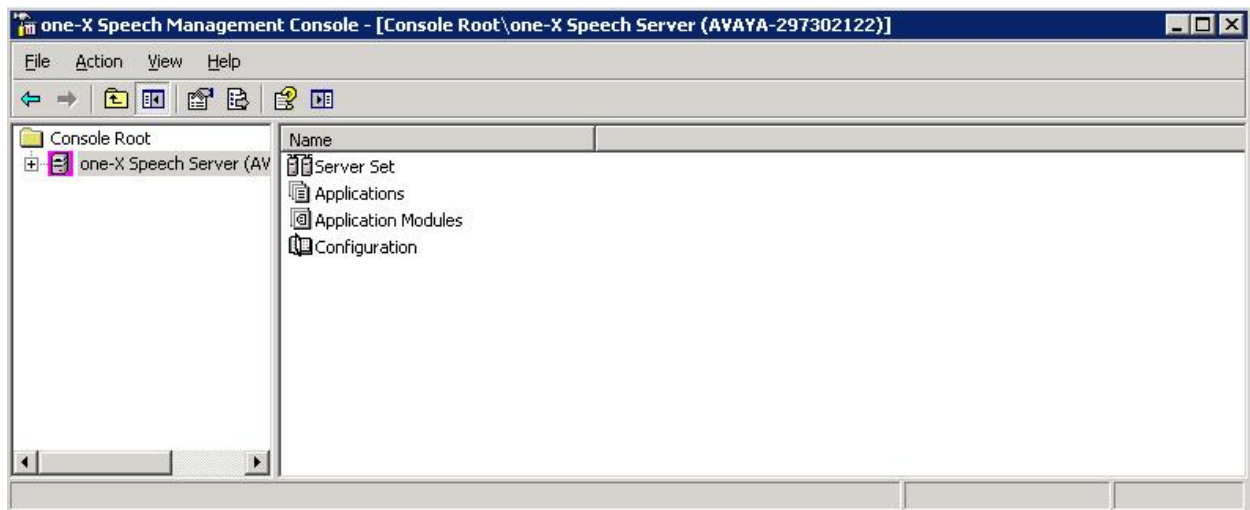 one-X Speech Management Console - [Console Root\one-X Speech Server (AVAYA-297302122)]
File Action View Help
Console Root
one-X Speech Server (AV
Name
Server Set
Applications
Application Modules
Configuration